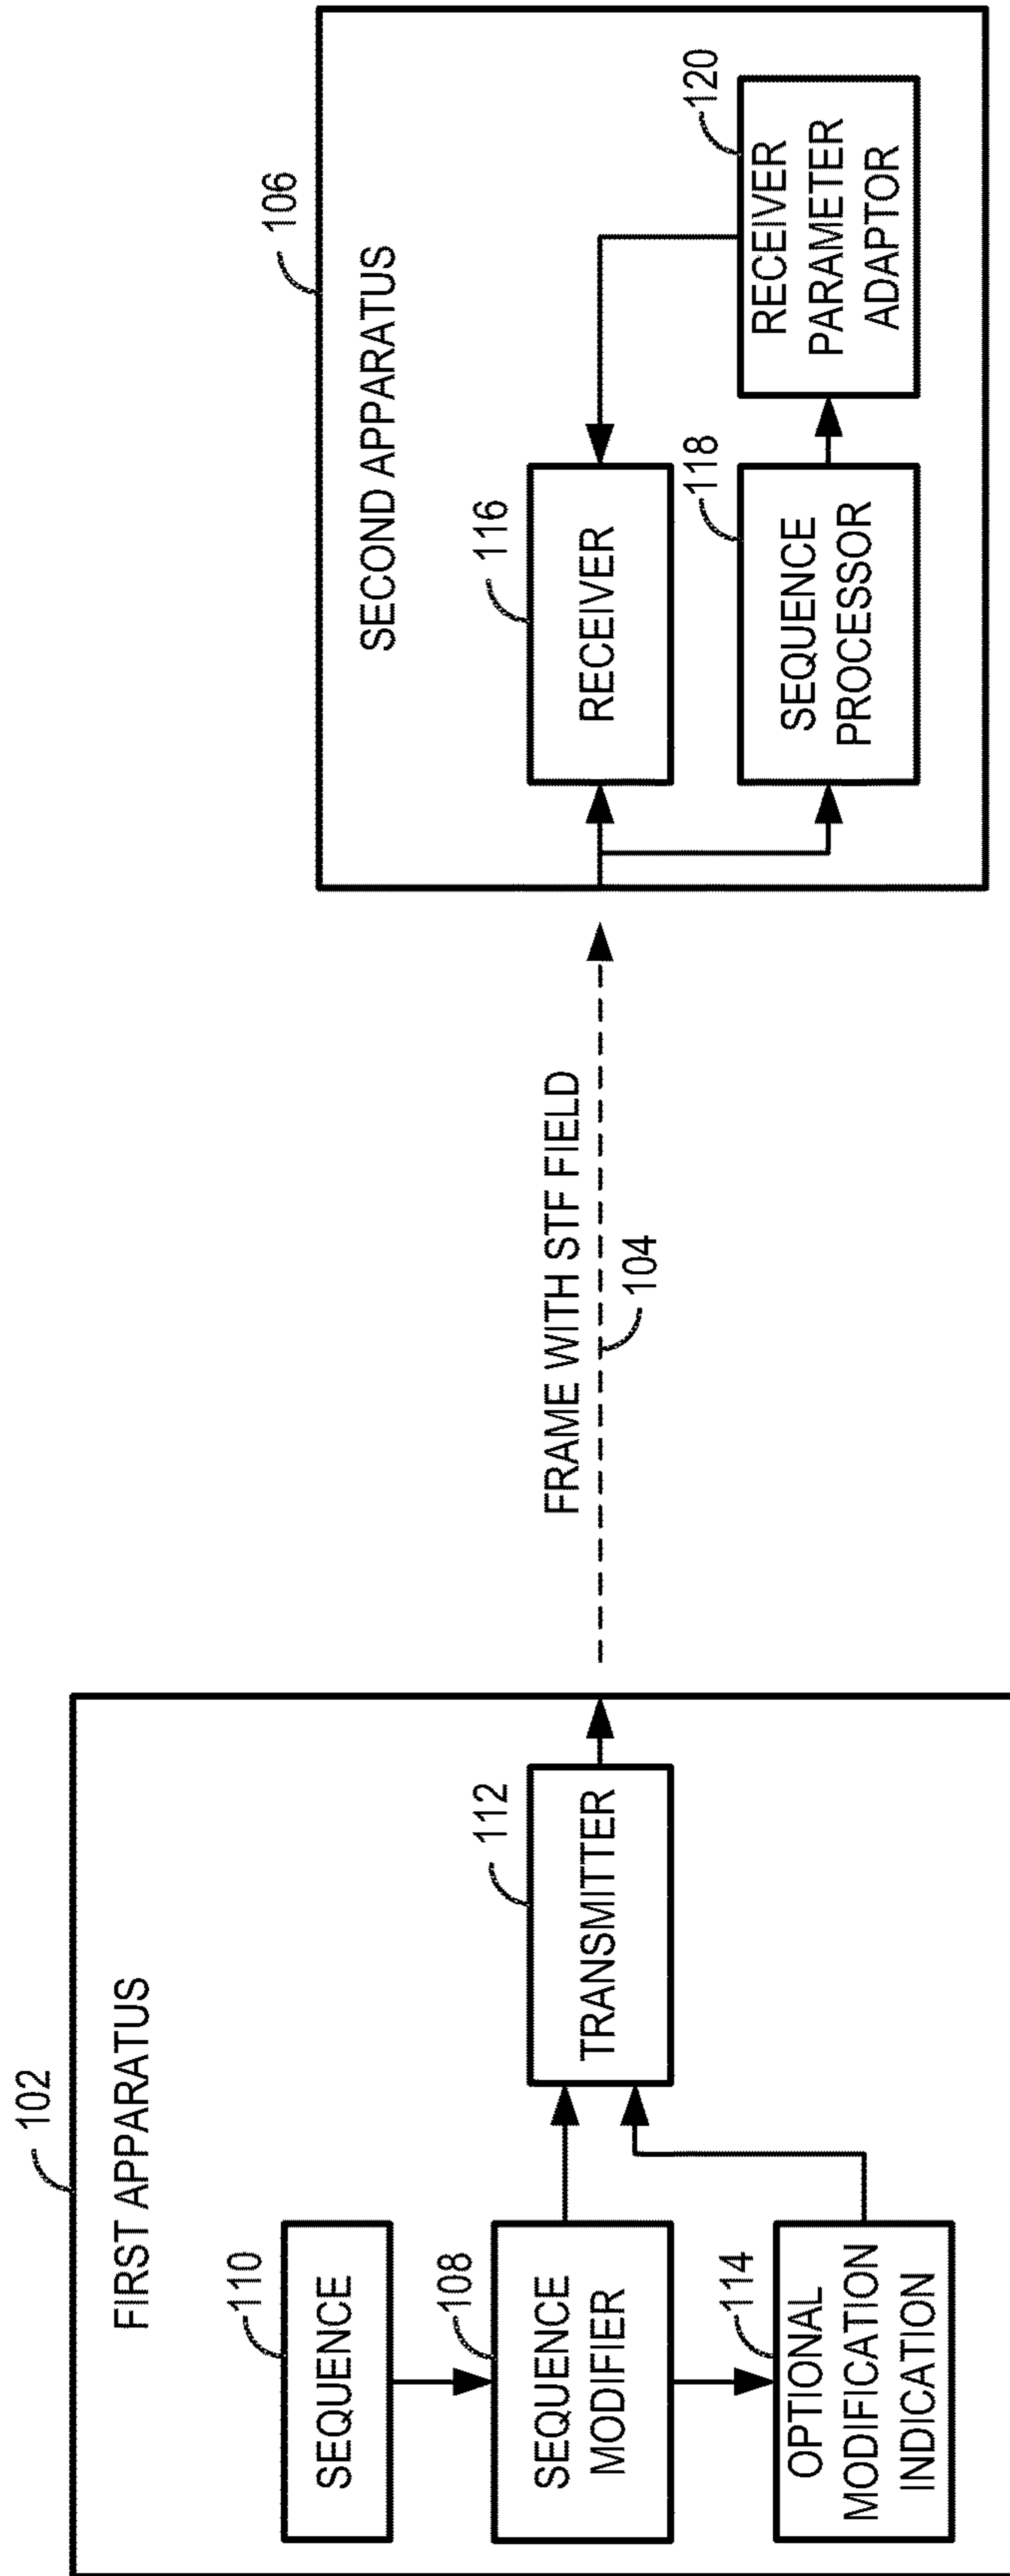 102
FIRST APPARATUS
110
SEQUENCE
108
SEQUENCE
MODIFIER
114
OPTIONAL
MODIFICATION
INDICATION
112
TRANSMITTER
FRAME WITH STF FIELD
104
106
SECOND APPARATUS
116
RECEIVER
118
SEQUENCE
PROCESSOR
120
RECEIVER
PARAMETER
ADAPTOR